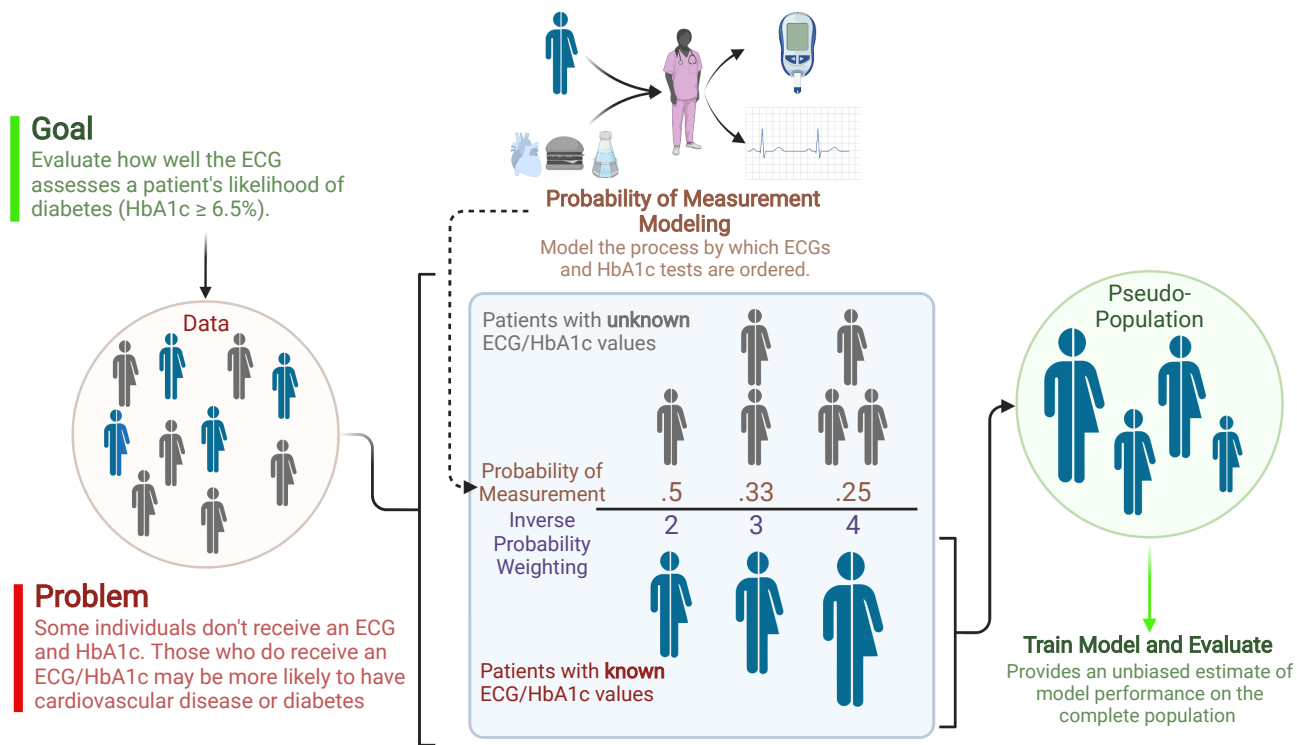 Goal
Evaluate how well the ECG
assesses a patient's likelihood of
diabetes (HbA1c ≥ 6.5%).
Data
Problem
Some individuals don't receive an ECG
and HbA1c. Those who do receive an
ECG/HbA1c may be more likely to have
cardiovascular disease or diabetes
Probability of Measurement
Modeling
Model the process by which ECGs
and HbA1c tests are ordered.
Patients with unknown
ECG/HbA1c values
Probability of
Measurement .5 .33 .25
Inverse
Probability
Weighting
2 3 4
Patients with known
ECG/HbA1c values
Pseudo-
Population
Train Model and Evaluate
Provides an unbiased estimate of
model performance on the
complete population